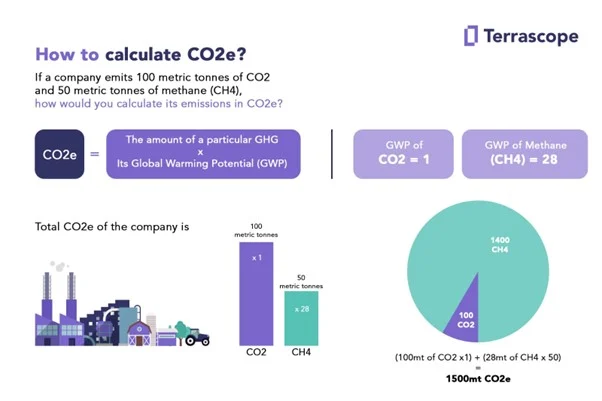 Terrascope
How to calculate CO2e?
If a company emits 100 metric tonnes of CO2
and 50 metric tonnes of methane (CH4),
how would you calculate its emissions in CO2e?
CO2e
=
The amount of a particular GHG
x
Its Global Warming Potential (GWP)
GWP of
CO2 = 1
GWP of Methane
(CH4) = 28
Total CO2e of the company is
100
metric tonnes
x 1
CO2
50
metric tonnes
x 28
CH4
1400
CH4
100
CO2
(100mt of CO2 x1) + (28mt of CH4 x 50)
=
1500mt CO2e